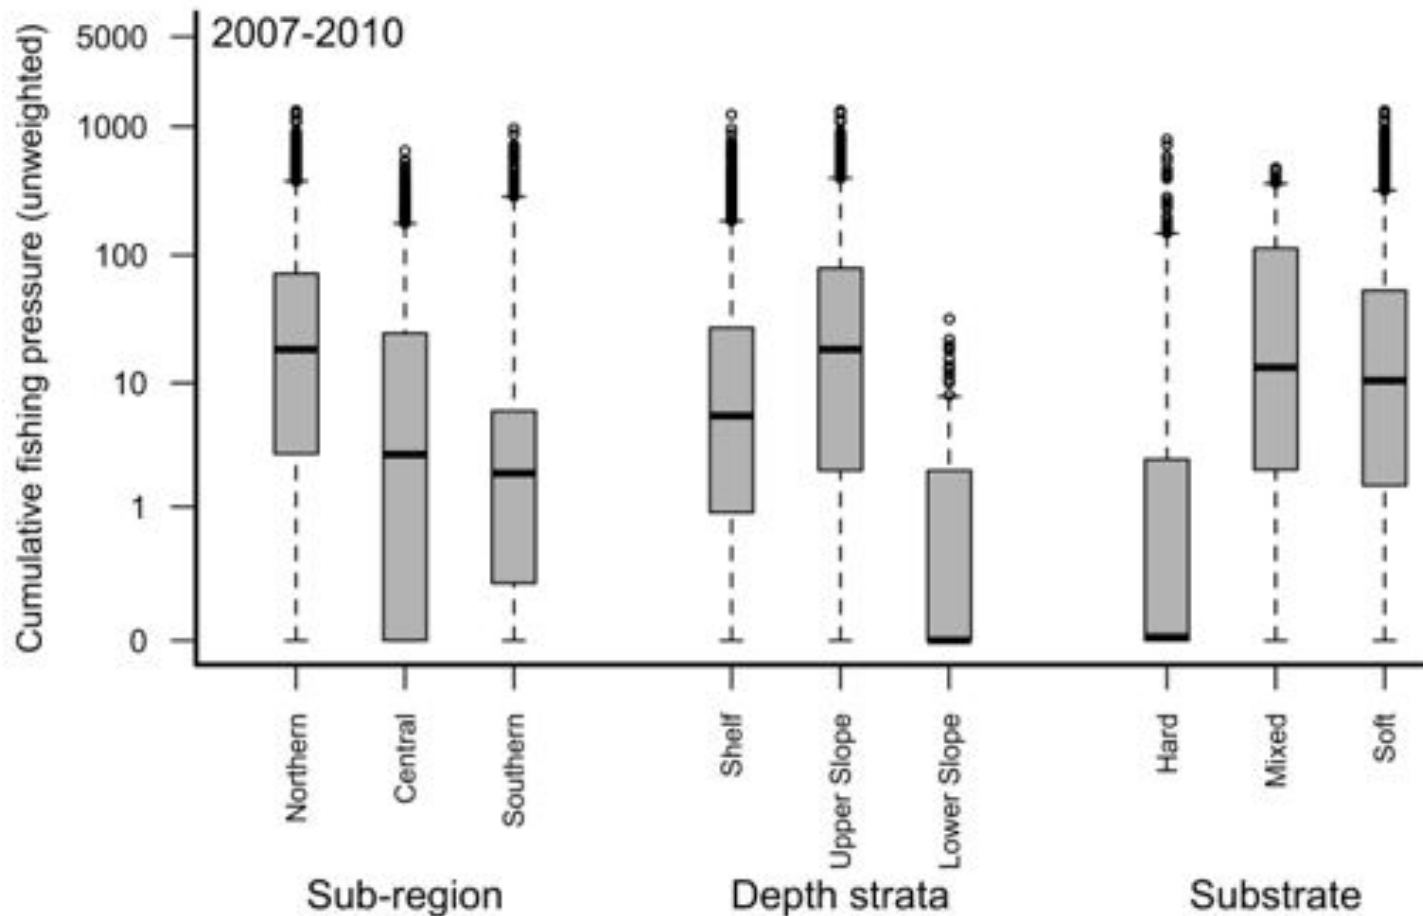 2007-2010
Cumulative fishing pressure (unweighted)
5000
1000
100
10
1
0
Northern
Central
Southern
Shelf
Upper Slope
Lower Slope
Hard
Mixed
Soft
Sub-region
Depth strata
Substrate